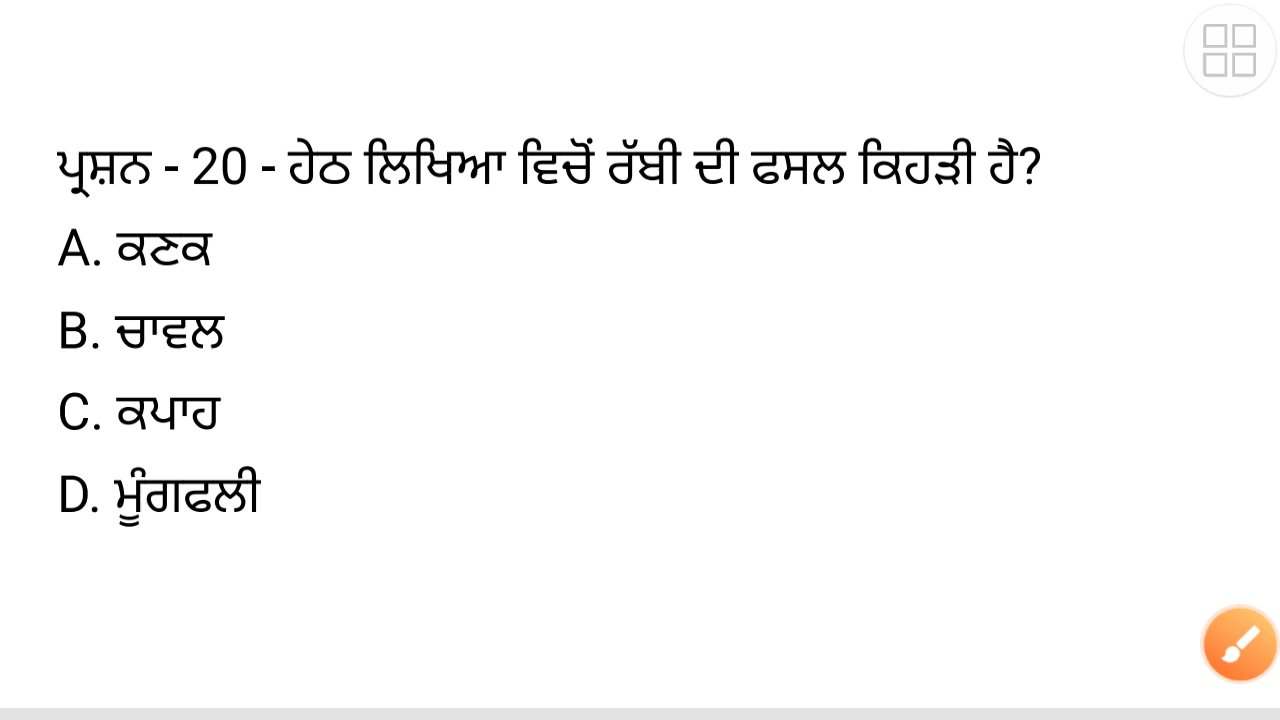 ਪ੍ਰਸ਼ਨ - 20 - ਹੇਠ ਲਿਖਿਆ ਵਿਚੋਂ ਰੱਬੀ ਦੀ ਫਸਲ ਕਿਹੜੀ ਹੈ?
A. ਕਣਕ
B. ਚਾਵਲ
C. ਕਪਾਹ
D. ਮੂੰਗਫਲੀ